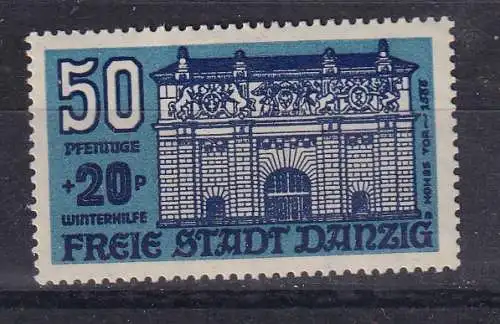 50
PFENNIGE
+20P
WINTERHILFE
FREIE STADT DANZIG
D HOHES TOR – 1588